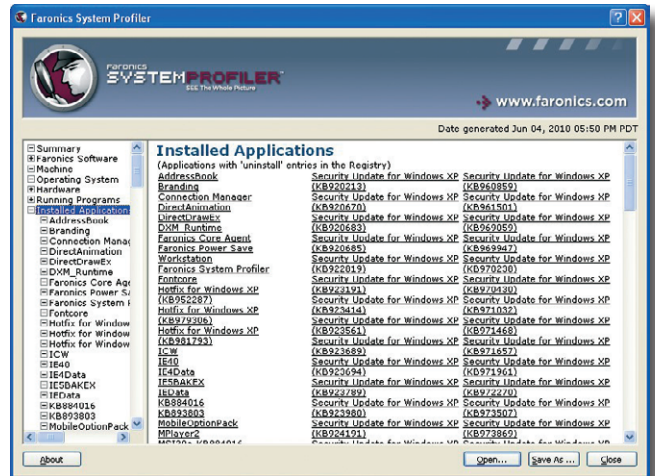 Faronics System Profiler
Faronics
SYSTEMPROFILER
SEE The Whole Picture
www.faronics.com
Date generated Jun 04, 2010 05:50 PM PDT
Summary
Faronics Software
Machine
Operating System
Hardware
Running Programs
Installed Application
AddressBook
Branding
Connection Manag
DirectAnimation
DirectDrawEx
DXM_Runtime
Faronics Core Age
Faronics Power S
Faronics System P
Fontcore
Hotfix for Window
Hotfix for Window
Hotfix for Window
ICW
IE40
IE4Data
IE5BAKEX
IEData
KB884016
KB893803
MobileOptionPack
Installed Applications
(Applications with 'uninstall' entries in the Registry)
AddressBook
Branding
Connection Manager
DirectAnimation
DirectDrawEx
DXM_Runtime
Faronics Core Agent
Faronics Power Save
Workstation
Faronics System Profiler
Fontcore
Hotfix for Windows XP
(KB952287)
Hotfix for Windows XP
(KB979306)
Hotfix for Windows XP
(KB981793)
ICW
IE40
IE4Data
IE5BAKEX
IEData
KB884016
KB893803
MobileOptionPack
MPlayer2
Security Update for Windows XP
(KB920213)
Security Update for Windows XP
(KB920670)
Security Update for Windows XP
(KB920683)
Security Update for Windows XP
(KB920685)
Security Update for Windows XP
(KB922019)
Security Update for Windows XP
(KB923191)
Security Update for Windows XP
(KB923414)
Security Update for Windows XP
(KB923561)
Security Update for Windows XP
(KB923689)
Security Update for Windows XP
(KB923694)
Security Update for Windows XP
(KB923789)
Security Update for Windows XP
(KB923980)
Security Update for Windows XP
(KB924191)
Security Update for Windows XP
(KB960859)
Security Update for Windows XP
(KB961501)
Security Update for Windows XP
(KB969059)
Security Update for Windows XP
(KB969947)
Security Update for Windows XP
(KB970238)
Security Update for Windows XP
(KB970430)
Security Update for Windows XP
(KB971032)
Security Update for Windows XP
(KB971468)
Security Update for Windows XP
(KB971657)
Security Update for Windows XP
(KB971961)
Security Update for Windows XP
(KB972270)
Security Update for Windows XP
(KB973507)
Security Update for Windows XP
(KB973869)
About
Open...
Save As ...
Close